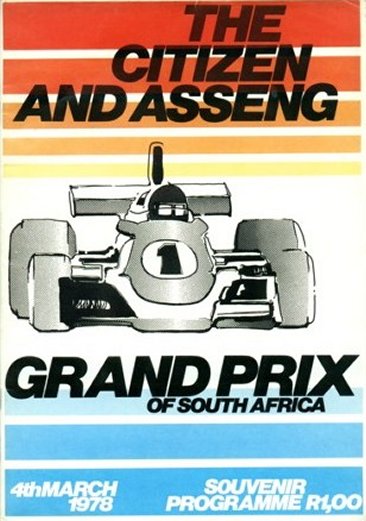 THE
CITIZEN
AND ASSENG
1
GRAND PRIX
OF SOUTH AFRICA
4th MARCH
1978
SOUVENIR
PROGRAMME R1,00